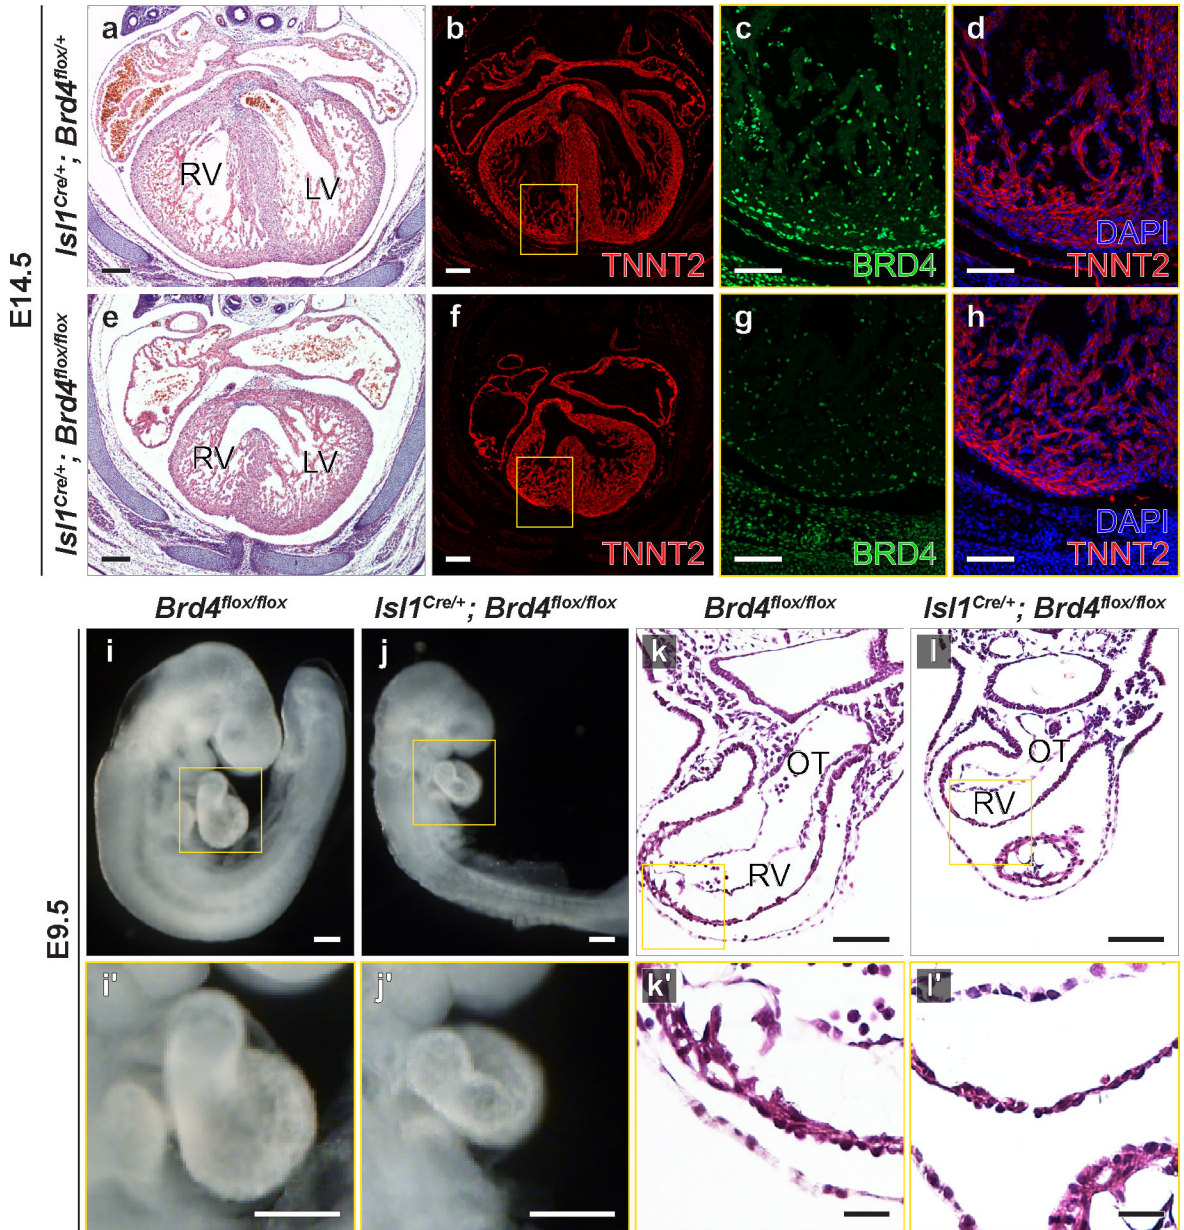 E14.5
Isl1Cre/+; Brd4flox/+
a
RV
LV
b
TNNT2
c
BRD4
d
DAPI
TNNT2
Isl1Cre/+; Brd4flox/flox
e
RV
LV
f
TNNT2
g
BRD4
h
DAPI
TNNT2
Brd4flox/flox
Isl1Cre/+; Brd4flox/flox
Brd4flox/flox
Isl1Cre/+; Brd4flox/flox
E9.5
i
j
k
OT
RV
l
OT
RV
i'
j'
k'
l'